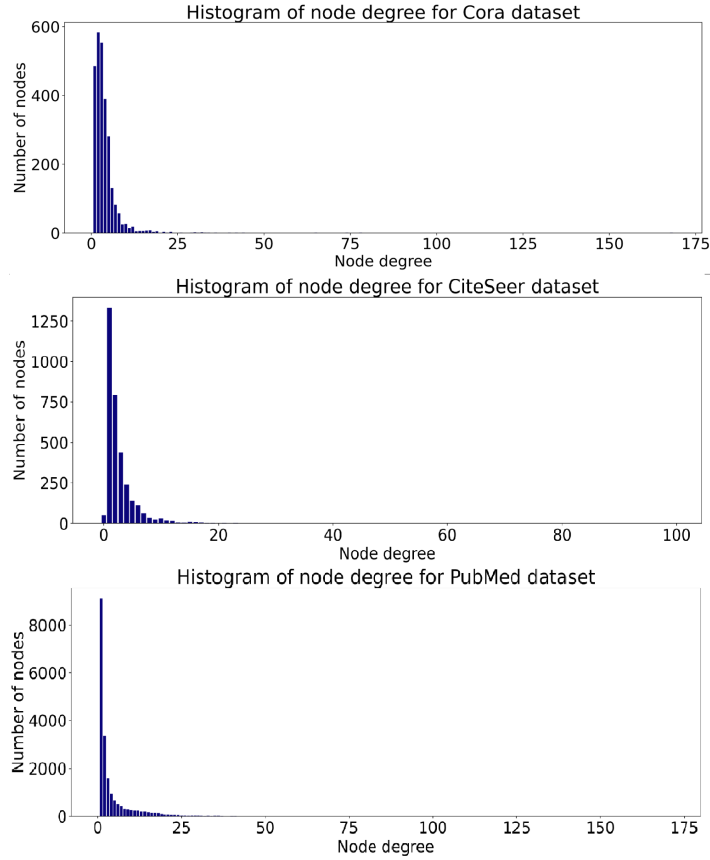 Histogram of node degree for Cora dataset
Number of nodes
600
400
200
0
0 25 50 75 100 125 150 175
Node degree
Histogram of node degree for CiteSeer dataset
Number of nodes
1250
1000
750
500
250
0
0 20 40 60 80 100
Node degree
Histogram of node degree for PubMed dataset
Number of nodes
8000
6000
4000
2000
0
0 25 50 75 100 125 150 175
Node degree